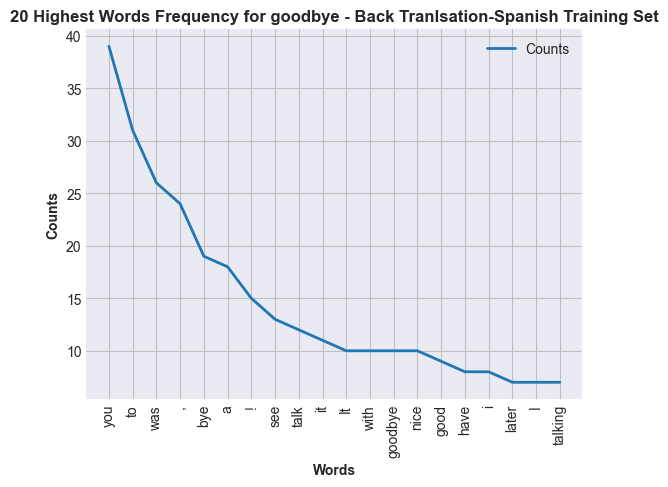 20 Highest Words Frequency for goodbye - Back Tranlsation-Spanish Training Set
Counts
40
35
30
25
20
15
10
Counts
you
to
was
,
bye
a
!
see
talk
it
It
with
goodbye
nice
good
have
i
later
I
talking
Words